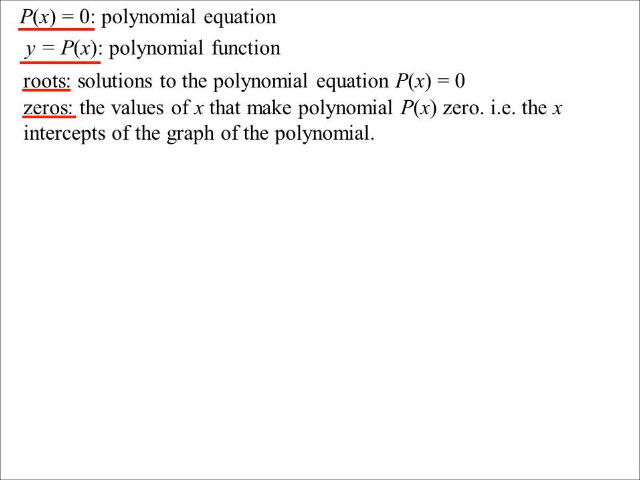 P(x) = 0: polynomial equation
y = P(x): polynomial function
roots: solutions to the polynomial equation P(x) = 0
zeros: the values of x that make polynomial P(x) zero. i.e. the x
intercepts of the graph of the polynomial.